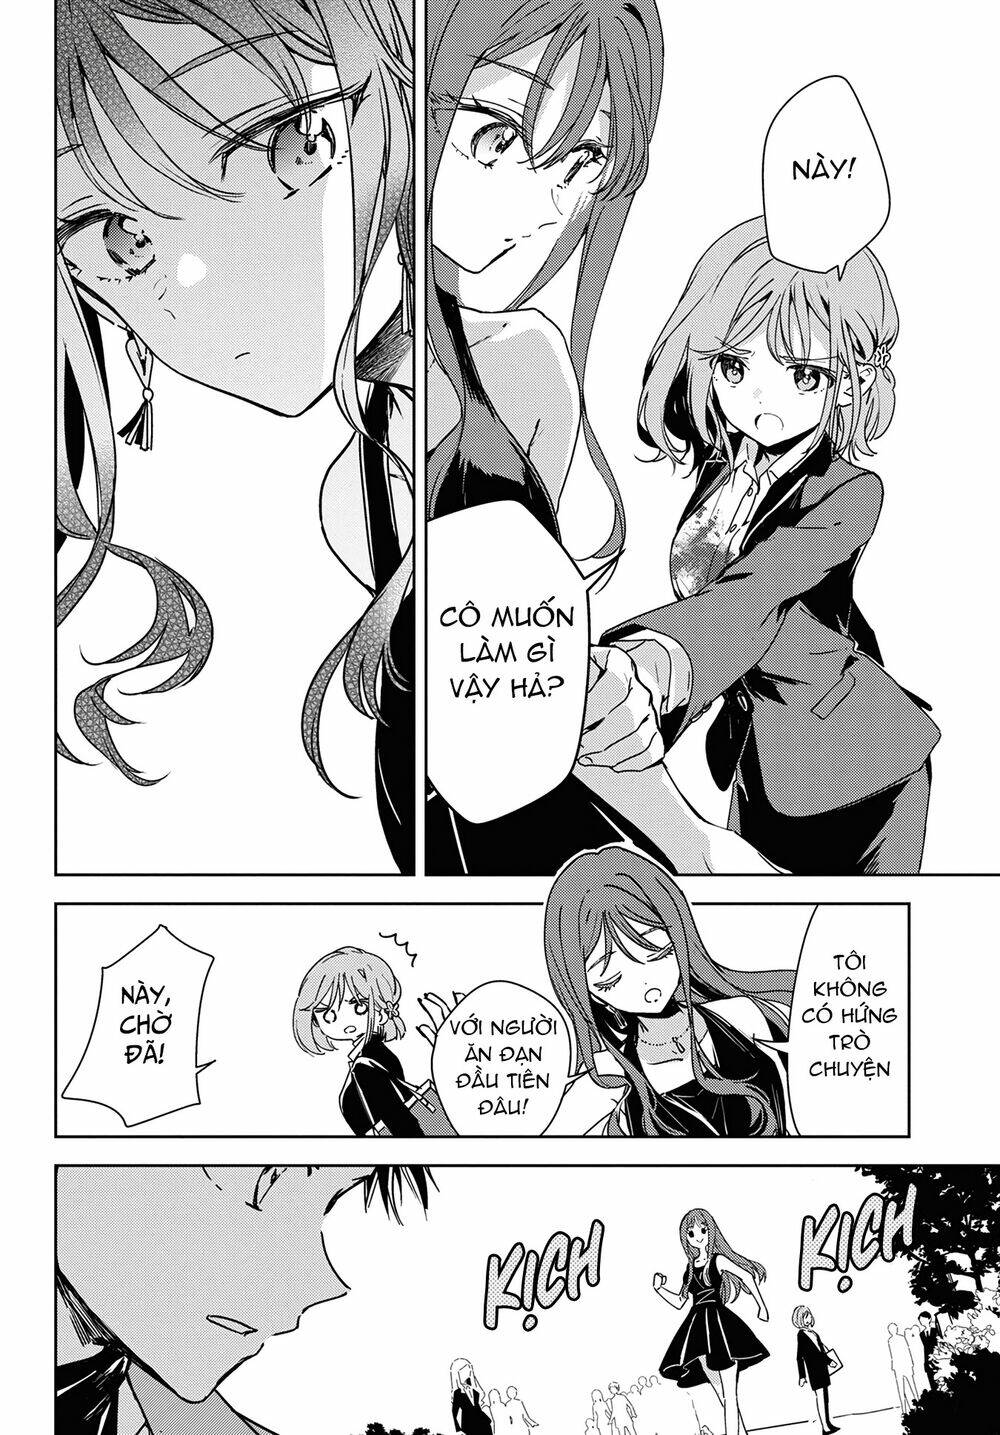 NÀY!
CÔ MUỐN
LÀM GÌ
VẬY HẢ?
TÔI
KHÔNG
CÓ HỨNG
TRÒ
CHUYỆN
VỚI NGƯỜI
ĂN ĐẠN
ĐẦU TIÊN
ĐÂU!
NÀY,
CHỜ
ĐÃ!
KỊCH
KỊCH